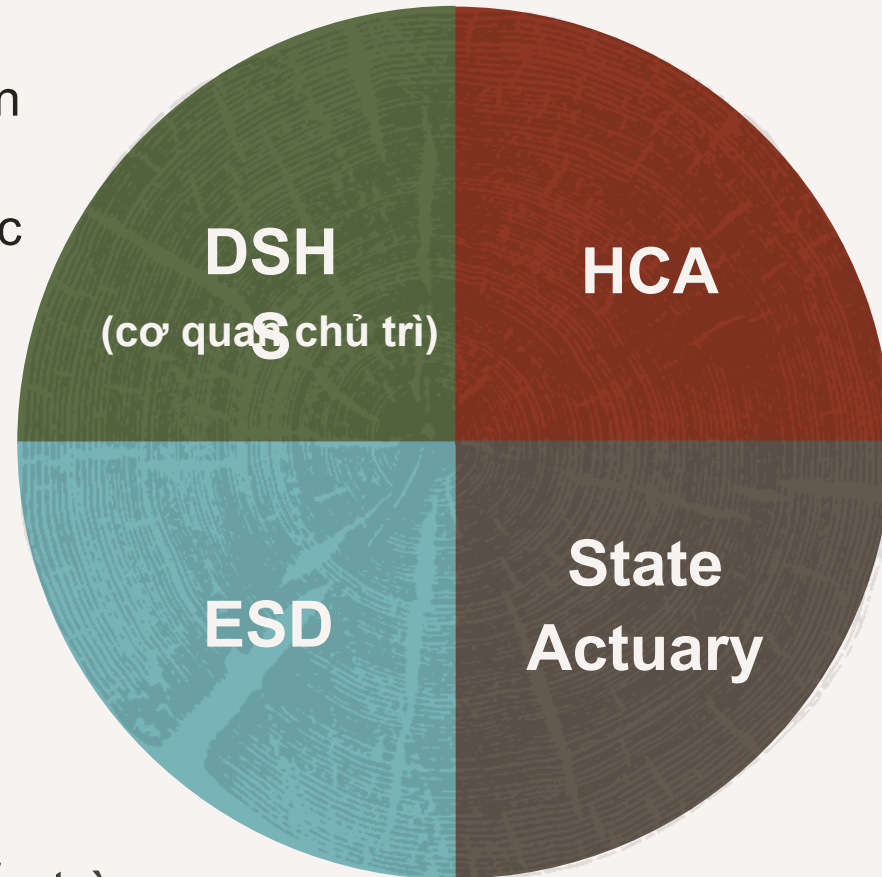 n
c
DSH
S
(cơ quan chủ trì)
HCA
ESD
State
Actuary